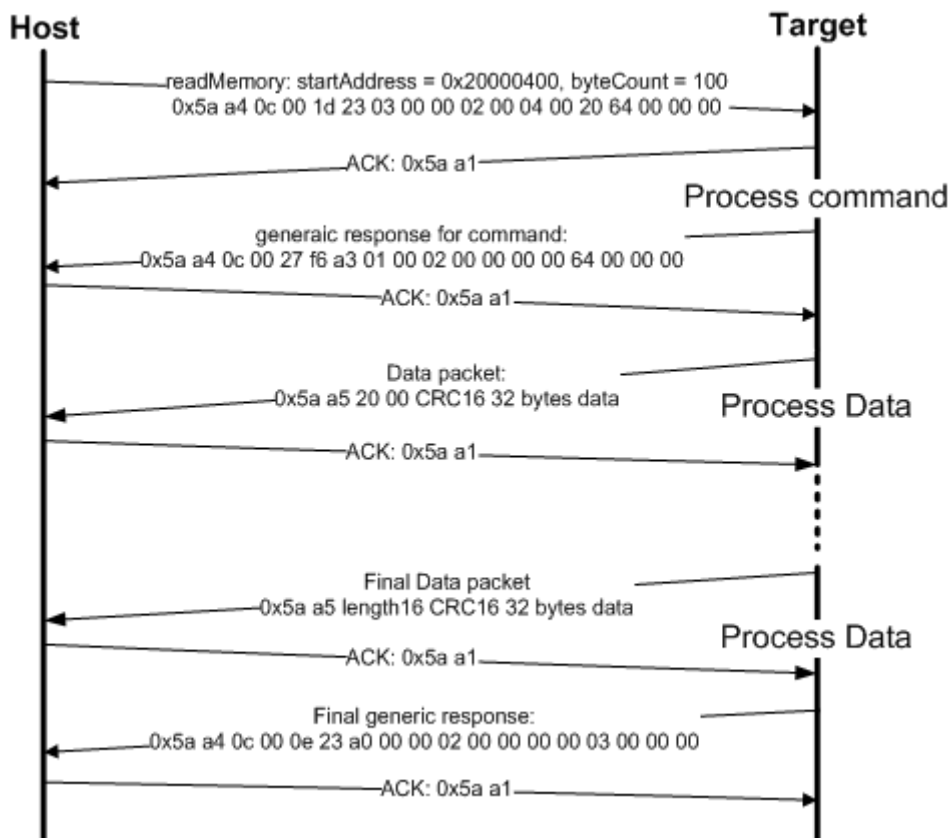 Host
Target
readMemory: startAddress = 0x20000400, byteCount = 100
0x5a a4 0c 00 1d 23 03 00 00 02 00 04 00 20 64 00 00 00
ACK: 0x5a a1
Process command
generaic response for command:
0x5a a4 0c 00 27 f6 a3 01 00 02 00 00 00 00 64 00 00 00
ACK: 0x5a a1
Data packet:
0x5a a5 20 00 CRC16 32 bytes data
Process Data
ACK: 0x5a a1
Final Data packet
0x5a a5 length16 CRC16 32 bytes data
Process Data
ACK: 0x5a a1
Final generic response:
0x5a a4 0c 00 0e 23 a0 00 00 02 00 00 00 00 03 00 00 00
ACK: 0x5a a1